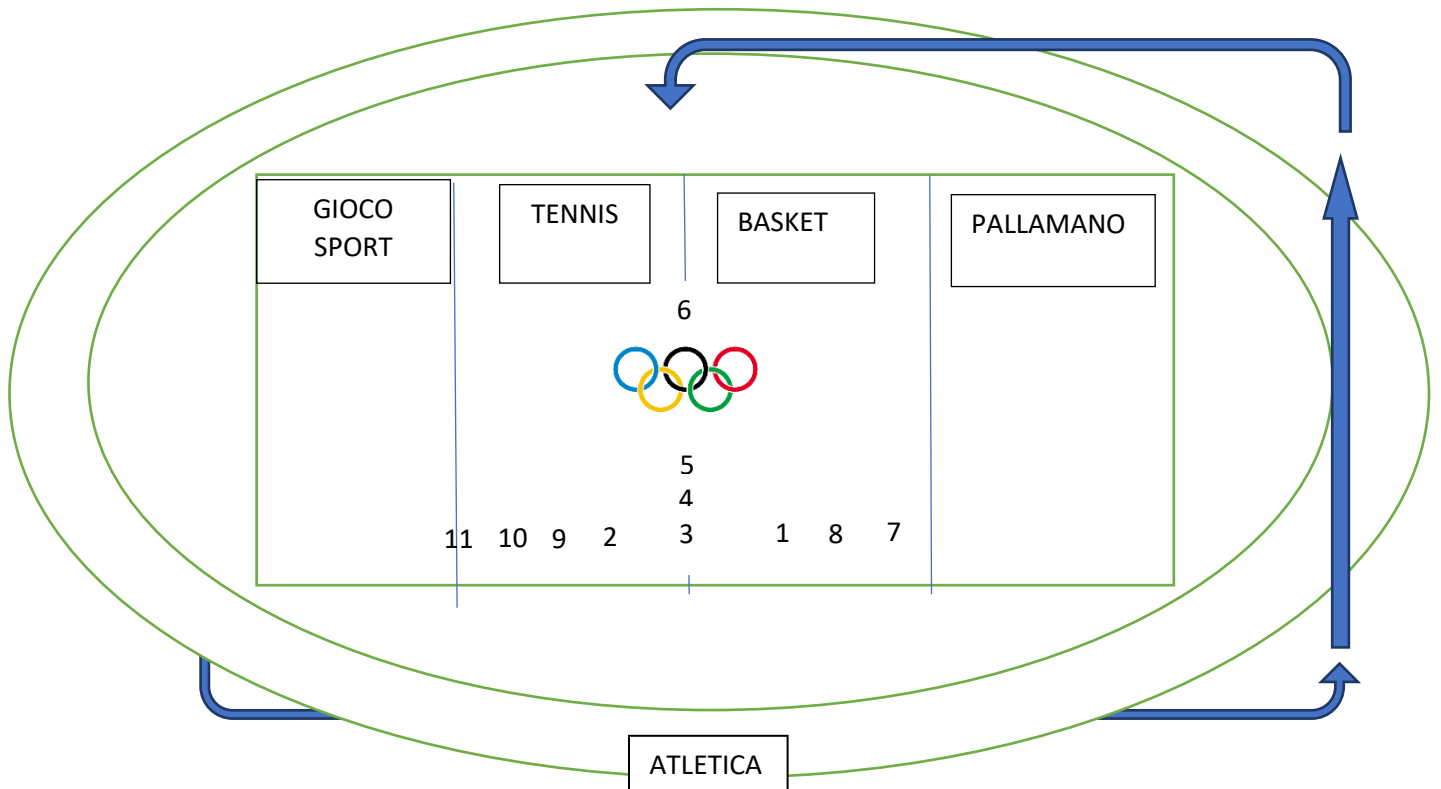 GIOCO
SPORT
TENNIS
BASKET
PALLAMANO
6
5
4
11 10 9 2 3 1 8 7
ATLETICA